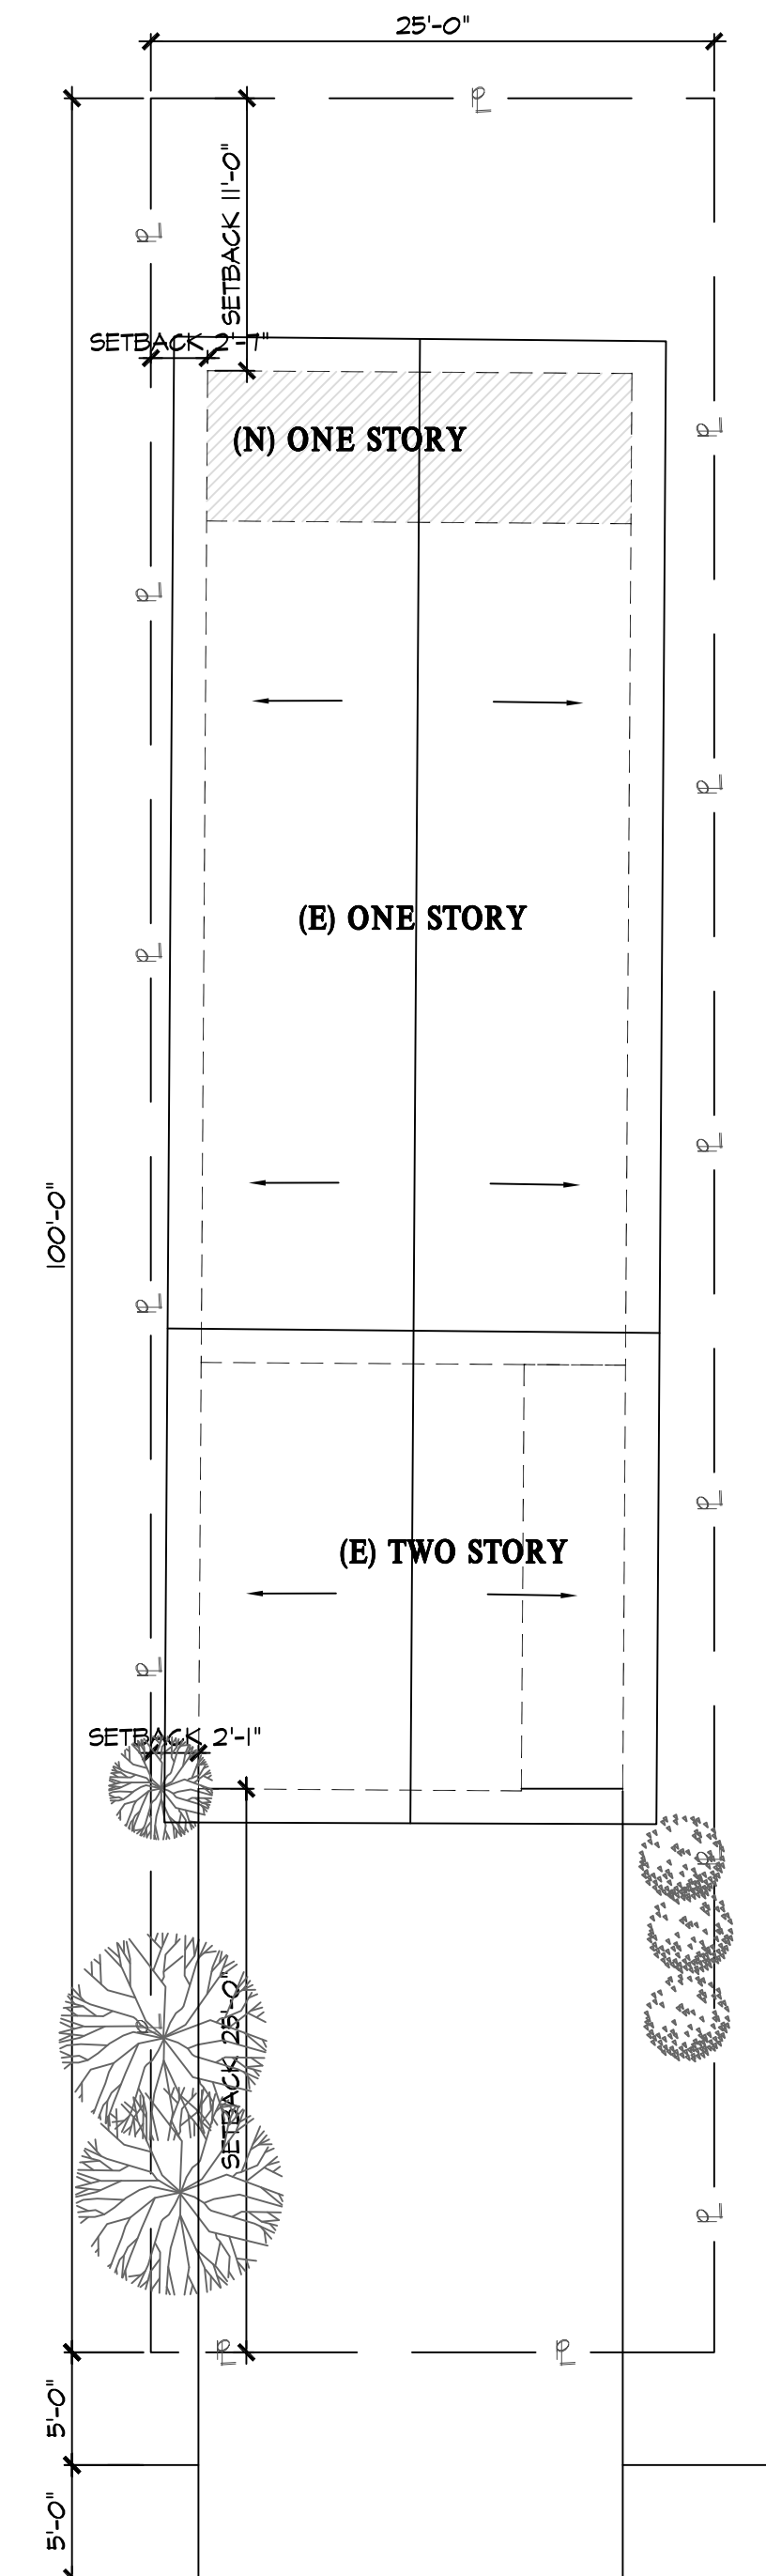 25'-0"
PL
SETBACK 11'-0"
PL
SETBACK 2'-7"
PL
(N) ONE STORY
PL
PL
(E) ONE STORY
PL
PL
100'-0"
PL
PL
(E) TWO STORY
PL
SETBACK 2'-1"
PL
PL
SETBACK 25'-0"
PL
PL
PL
5'-0"
5'-0"